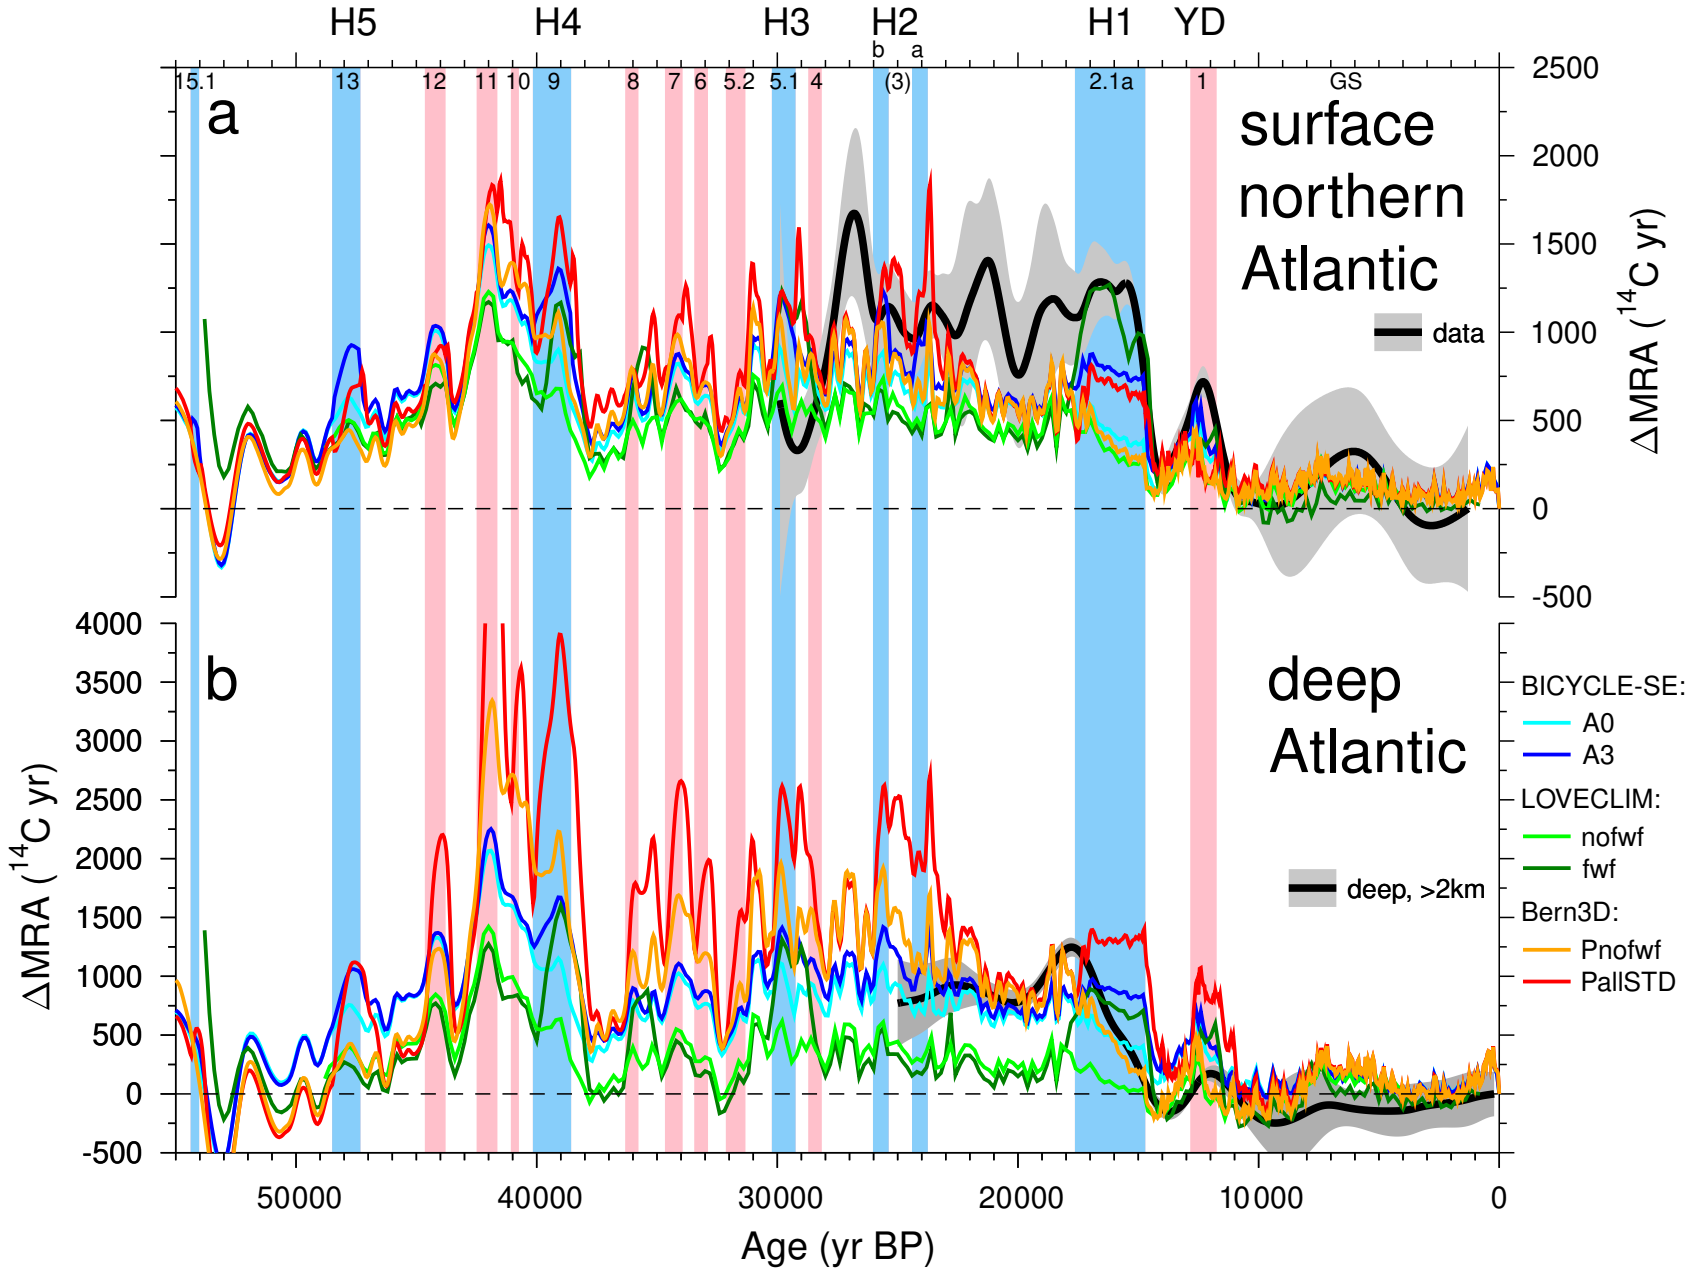 H5 H4 H3 H2 H1 YD
b a
15.1 13 12 11 10 9 8 7 6 5.2 5.1 4 (3) 2.1a 1 GS
2500
a
surface
northern
Atlantic
2000
1500
1000
500
0
-500
data
ΔMRA (¹⁴C yr)
4000
3500
3000
2500
2000
1500
1000
500
0
-500
ΔMRA (¹⁴C yr)
b
deep
Atlantic
deep, >2km
BICYCLE-SE:
A0
A3
LOVECLIM:
nofwf
fwf
Bern3D:
Pnofwf
PallSTD
50000 40000 30000 20000 10000 0
Age (yr BP)